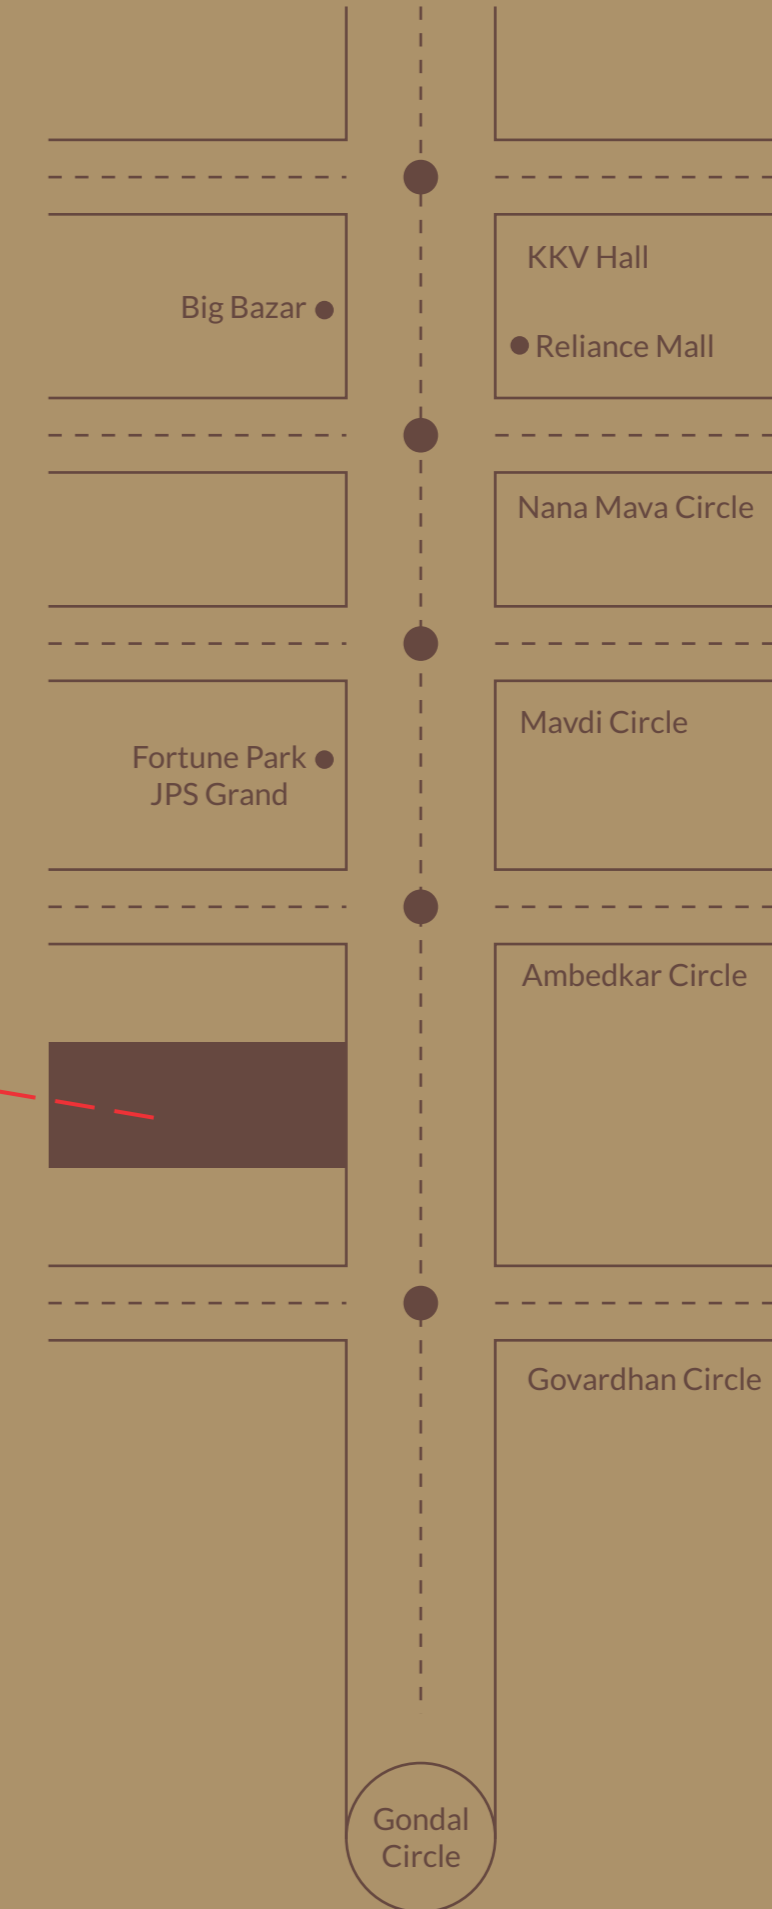 KKV Hall
Big Bazar
Reliance Mall
Nana Mava Circle
Mavdi Circle
Fortune Park
JPS Grand
Ambedkar Circle
Govardhan Circle
Gondal
Circle